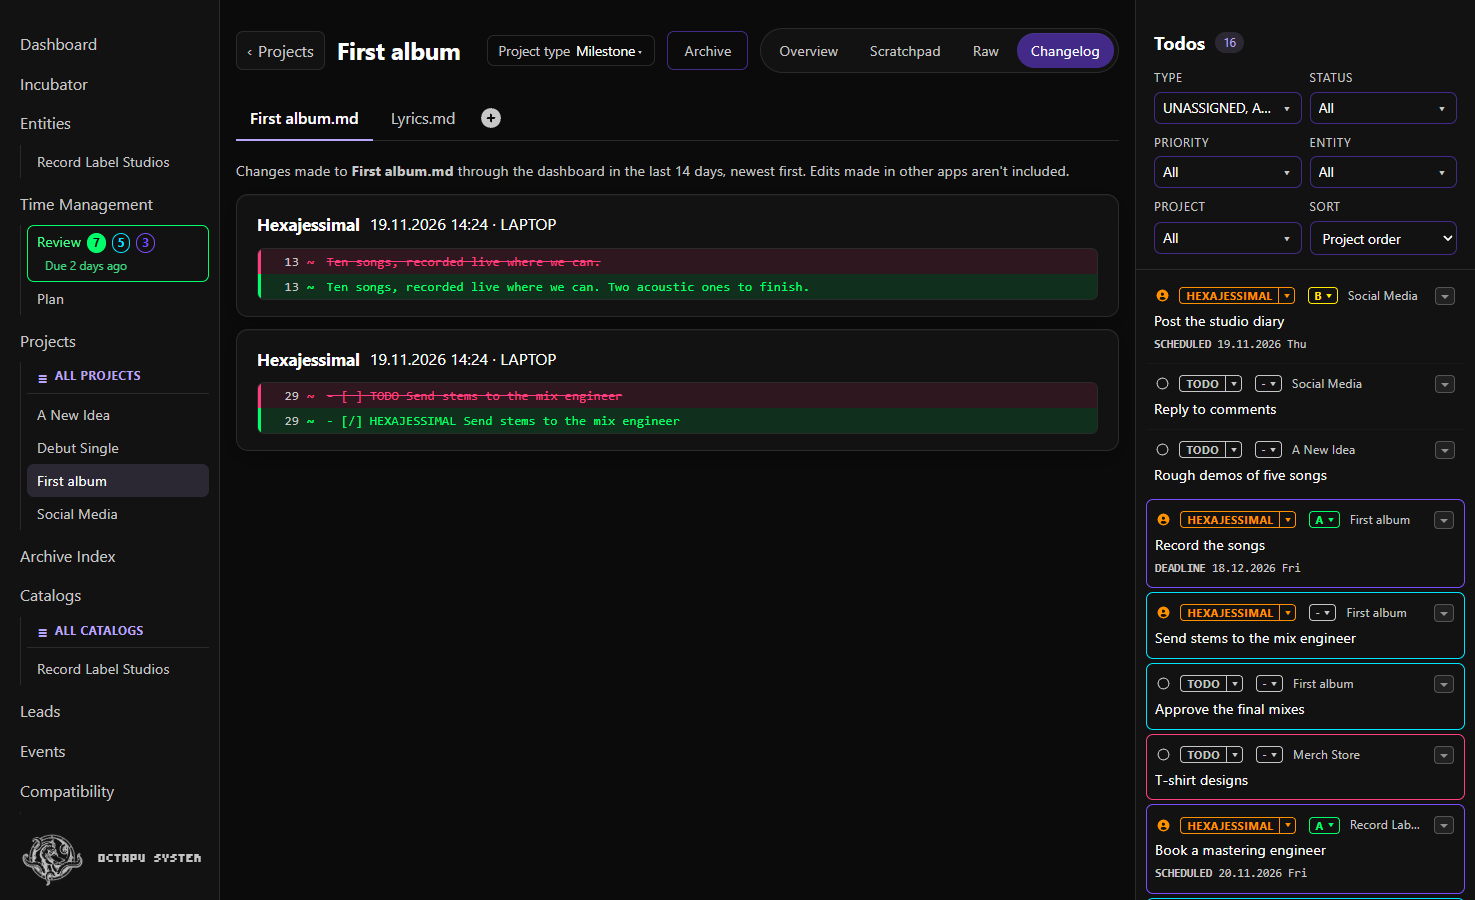 Dashboard
Incubator
Entities
Record Label Studios
Time Management
Review 7 5 3
Due 2 days ago
Plan
Projects
ALL PROJECTS
A New Idea
Debut Single
First album
Social Media
Archive Index
Catalogs
ALL CATALOGS
Record Label Studios
Leads
Events
Compatibility
OCTAPU SYSTEM
‹ Projects
First album
Project type Milestone
Archive
Overview
Scratchpad
Raw
Changelog
First album.md
Lyrics.md
Changes made to First album.md through the dashboard in the last 14 days, newest first. Edits made in other apps aren't included.
Hexajessimal 19.11.2026 14:24 · LAPTOP
13 ~ Ten songs, recorded live where we can.
13 ~ Ten songs, recorded live where we can. Two acoustic ones to finish.
Hexajessimal 19.11.2026 14:24 · LAPTOP
29 ~ - [ ] TODO Send stems to the mix engineer
29 ~ - [/] HEXAJESSIMAL Send stems to the mix engineer
Todos 16
TYPE
STATUS
UNASSIGNED, A...
All
PRIORITY
ENTITY
All
All
PROJECT
SORT
All
Project order
HEXAJESSIMAL B Social Media
Post the studio diary
SCHEDULED 19.11.2026 Thu
TODO - Social Media
Reply to comments
TODO - A New Idea
Rough demos of five songs
HEXAJESSIMAL A First album
Record the songs
DEADLINE 18.12.2026 Fri
HEXAJESSIMAL - First album
Send stems to the mix engineer
TODO - First album
Approve the final mixes
TODO - Merch Store
T-shirt designs
HEXAJESSIMAL A Record Lab...
Book a mastering engineer
SCHEDULED 20.11.2026 Fri